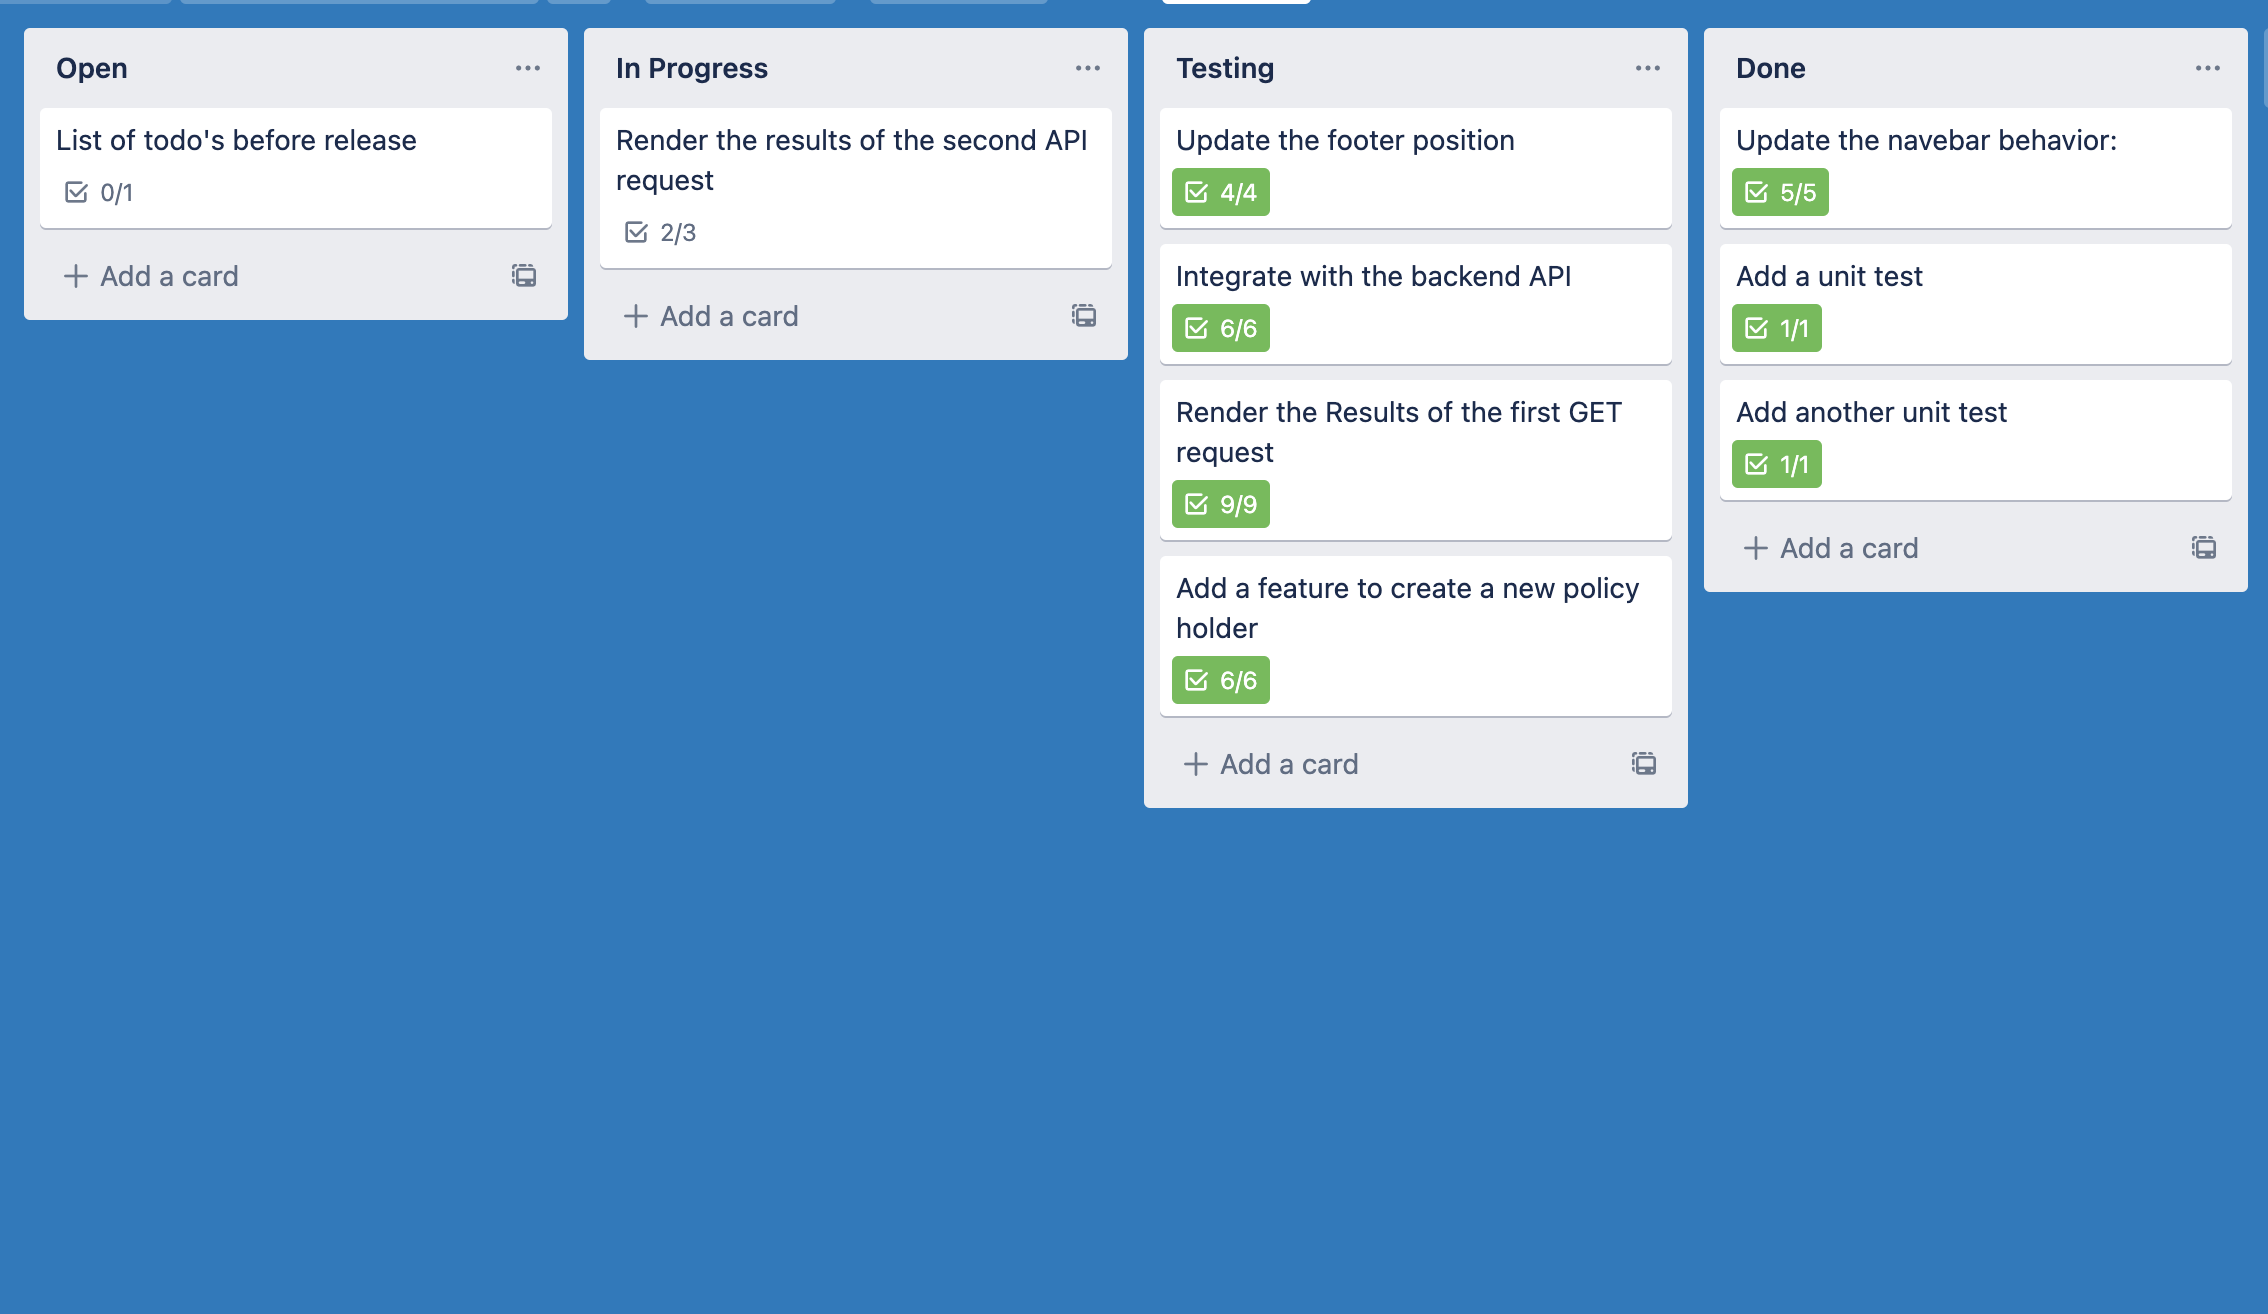 Open
List of todo's before release
0/1
Add a card
In Progress
Render the results of the second API
request
2/3
Add a card
Testing
Update the footer position
4/4
Integrate with the backend API
6/6
Render the Results of the first GET
request
9/9
Add a feature to create a new policy
holder
6/6
Add a card
Done
Update the navebar behavior:
5/5
Add a unit test
1/1
Add another unit test
1/1
Add a card